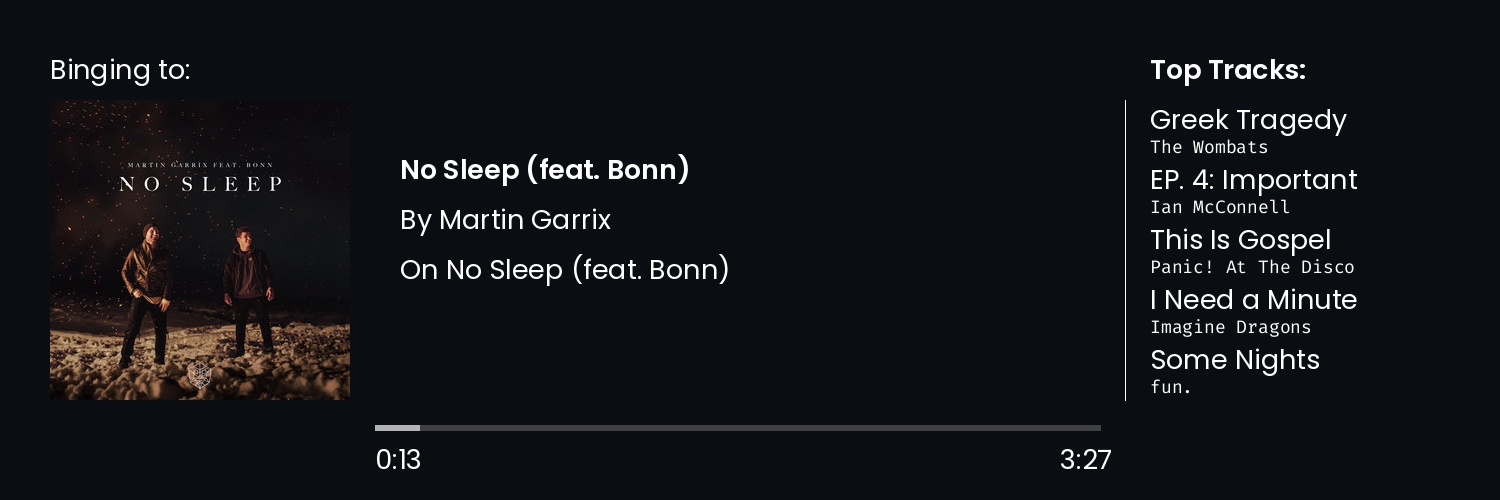 Binging to:
MARTIN GARRIX FEAT. BONN
NO SLEEP
No Sleep (feat. Bonn)
By Martin Garrix
On No Sleep (feat. Bonn)
0:13
3:27
Top Tracks:
Greek Tragedy
The Wombats
EP. 4: Important
Ian McConnell
This Is Gospel
Panic! At The Disco
I Need a Minute
Imagine Dragons
Some Nights
fun.